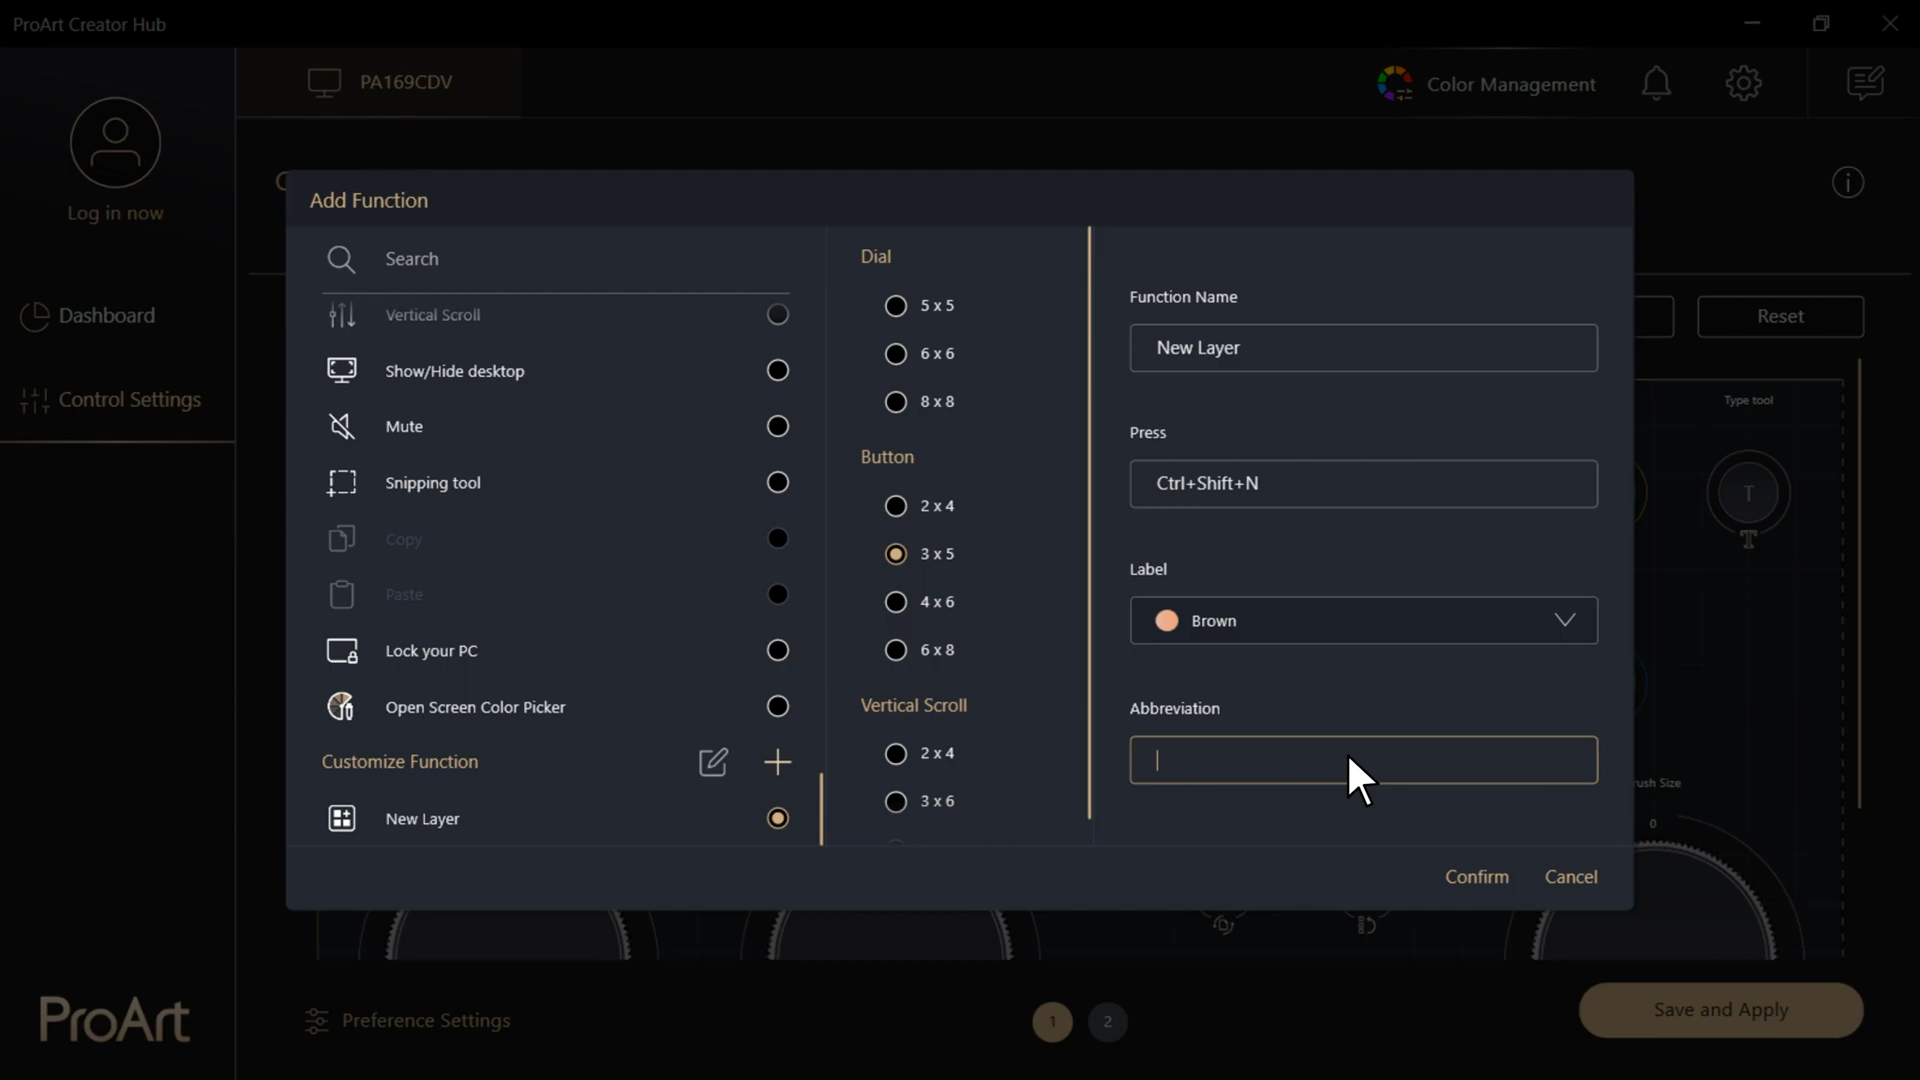 ProArt Creator Hub
PA169CDV
Color Management
Log in now
Dashboard
Control Settings
Add Function
Search
Vertical Scroll
Show/Hide desktop
Mute
Snipping tool
Copy
Paste
Lock your PC
Open Screen Color Picker
Customize Function
New Layer
Dial
5 x 5
6 x 6
8 x 8
Button
2 x 4
3 x 5
4 x 6
6 x 8
Vertical Scroll
2 x 4
3 x 6
Function Name
New Layer
Press
Ctrl+Shift+N
Label
Brown
Abbreviation
Confirm
Cancel
Reset
Type tool
T
T
0
ProArt
Preference Settings
1
2
Save and Apply